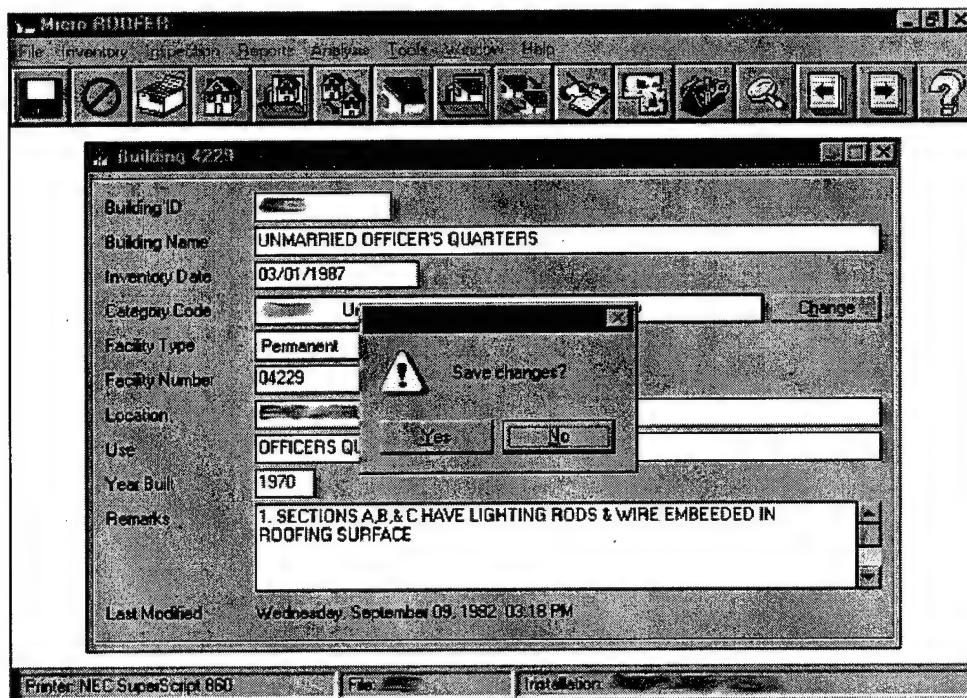 Micro ROOFER
File Inventory Inspection Reports Analysis Tools Window Help
Building 4229
Building ID
Building Name UNMARRIED OFFICER'S QUARTERS
Inventory Date 03/01/1987
Category Code Change
Facility Type Permanent
Facility Number 04229
Location
Use OFFICERS QU
Year Built 1970
Remarks 1. SECTIONS A,B,& C HAVE LIGHTING RODS & WIRE EMBEEDED IN
ROOFING SURFACE
Last Modified Wednesday, September 09, 1992 03:18 PM
Save changes?
Yes No
Printer: NEC SuperScript 860 File: Installation: